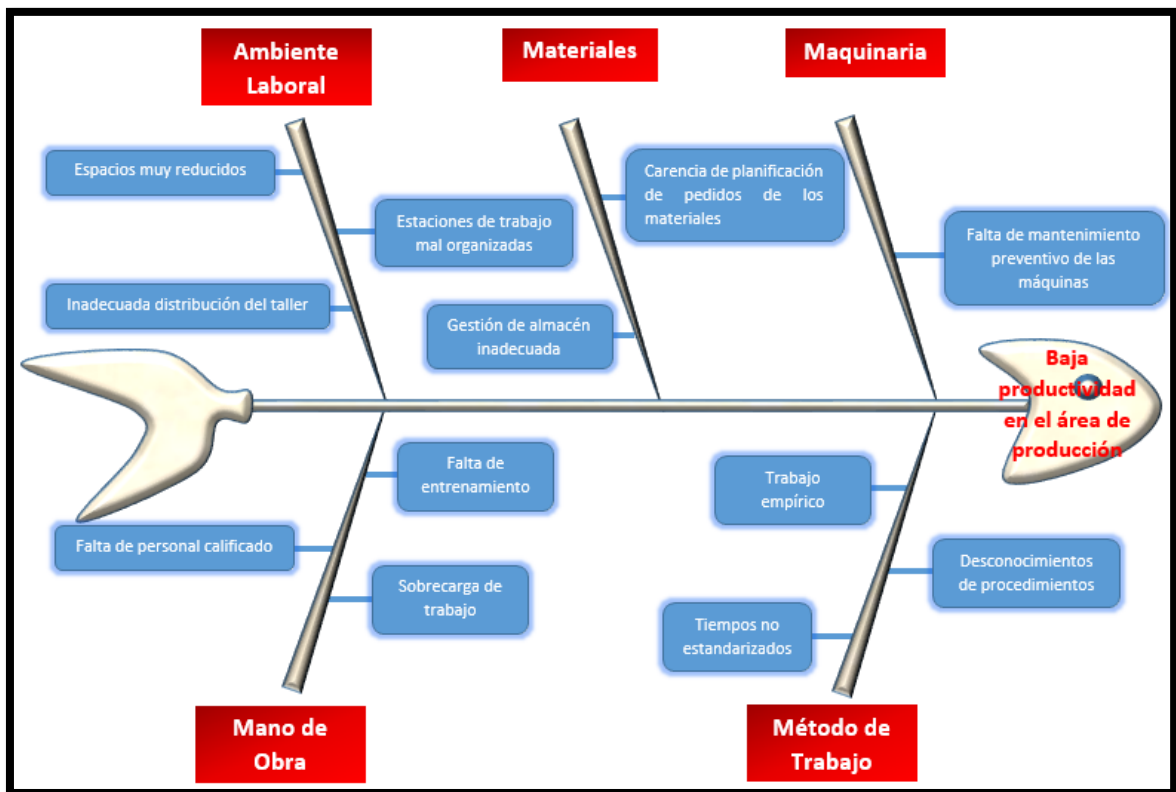 Ambiente
Laboral
Materiales
Maquinaria
Espacios muy reducidos
Estaciones de trabajo
mal organizadas
Inadecuada distribución del taller
Carencia de planificación
de pedidos de los
materiales
Gestión de almacén
inadecuada
Falta de mantenimiento
preventivo de las
máquinas
Baja
productividad
en el área de
producción
Falta de
entrenamiento
Falta de personal calificado
Sobrecarga de
trabajo
Trabajo
empírico
Desconocimientos
de procedimientos
Tiempos no
estandarizados
Mano de
Obra
Método de
Trabajo